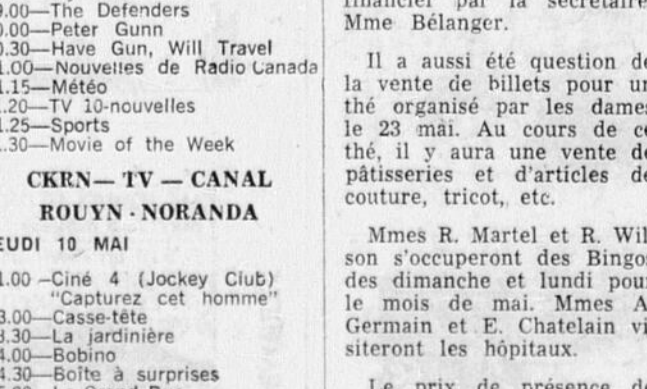 9.00—The Defenders
0.00—Peter Gunn
0.30—Have Gun, Will Travel
1.00—Nouvelles de Radio Canada
1.15—Météo
1.20—TV 10-nouvelles
1.25—Sports
1.30—Movie of the Week
CKRN— TV — CANAL
ROUYN - NORANDA
EUDI 10 MAI
1.00 —Ciné 4 (Jockey Club)
"Capturez cet homme"
3.00—Casse-tête
3.30—La jardinière
4.00—Bobino
4.30—Boîte à surprises
financier par la secrétaire
Mme Bélanger.
Il a aussi été question de
la vente de billets pour un
thé organisé par les dames
le 23 mai. Au cours de ce
thé, il y aura une vente de
pâtisseries et d'articles de
couture, tricot, etc.
Mmes R. Martel et R. Wil
son s'occuperont des Bingos
des dimanche et lundi pour
le mois de mai. Mmes A
Germain et E. Chatelain vi
siteront les hôpitaux.
Le prix de présence de